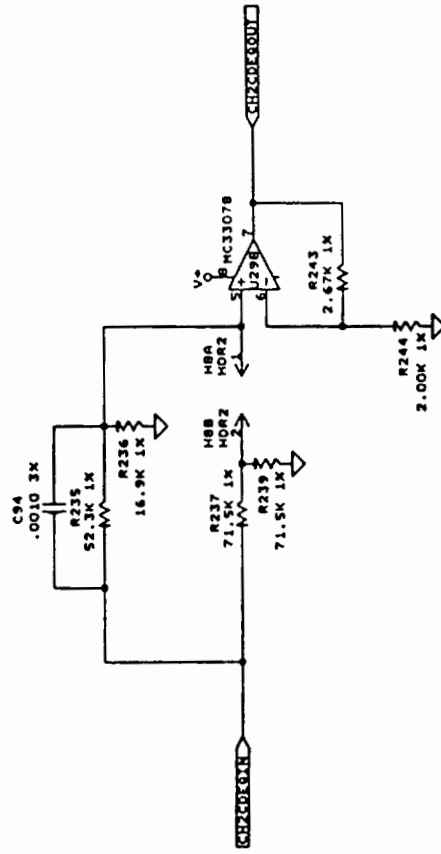 C94
.0010 3%
R235
52.3K 1%
R236
16.9K 1%
CH2CDEQIN
R237
71.5K 1%
R239
71.5K 1%
H8B
HDR2
2
H8A
HDR2
1
V+
8
MC33078
5
+
U29B
7
6
-
R243
2.67K 1%
R244
2.00K 1%
CH2CDEQOUT